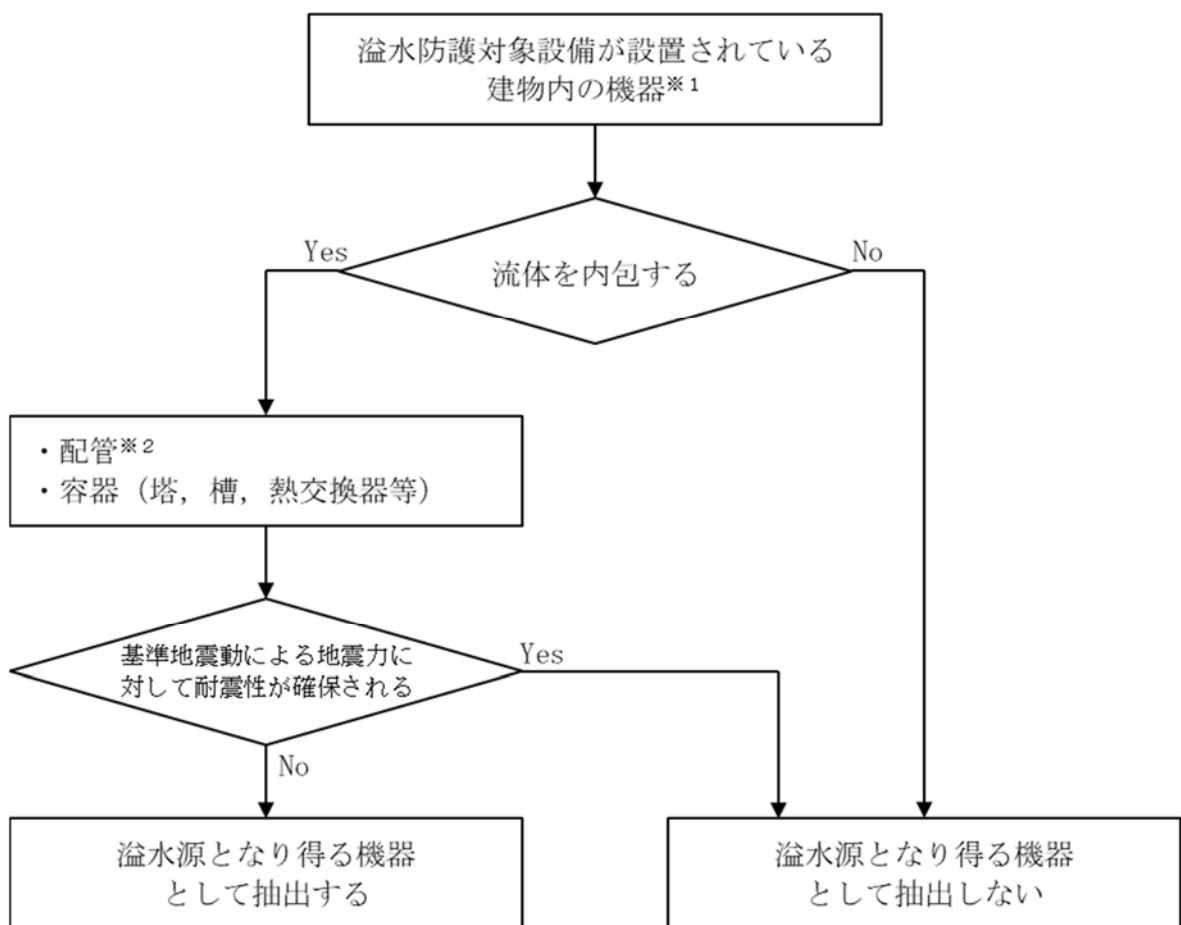 溢水防護対象設備が設置されている
建物内の機器※1
Yes
No
流体を内包する
・配管※2
・容器（塔，槽，熱交換器等）
基準地震動による地震力に
対して耐震性が確保される
Yes
No
溢水源となり得る機器
として抽出する
溢水源となり得る機器
として抽出しない